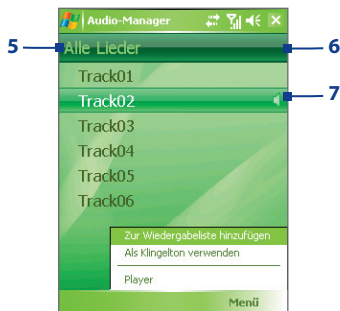 Audio-Manager
5 Alle Lieder 6
Track01
Track02 7
Track03
Track04
Track05
Track06
Zur Wiedergabeliste hinzufügen
Als Klingelton verwenden
Player
Menü